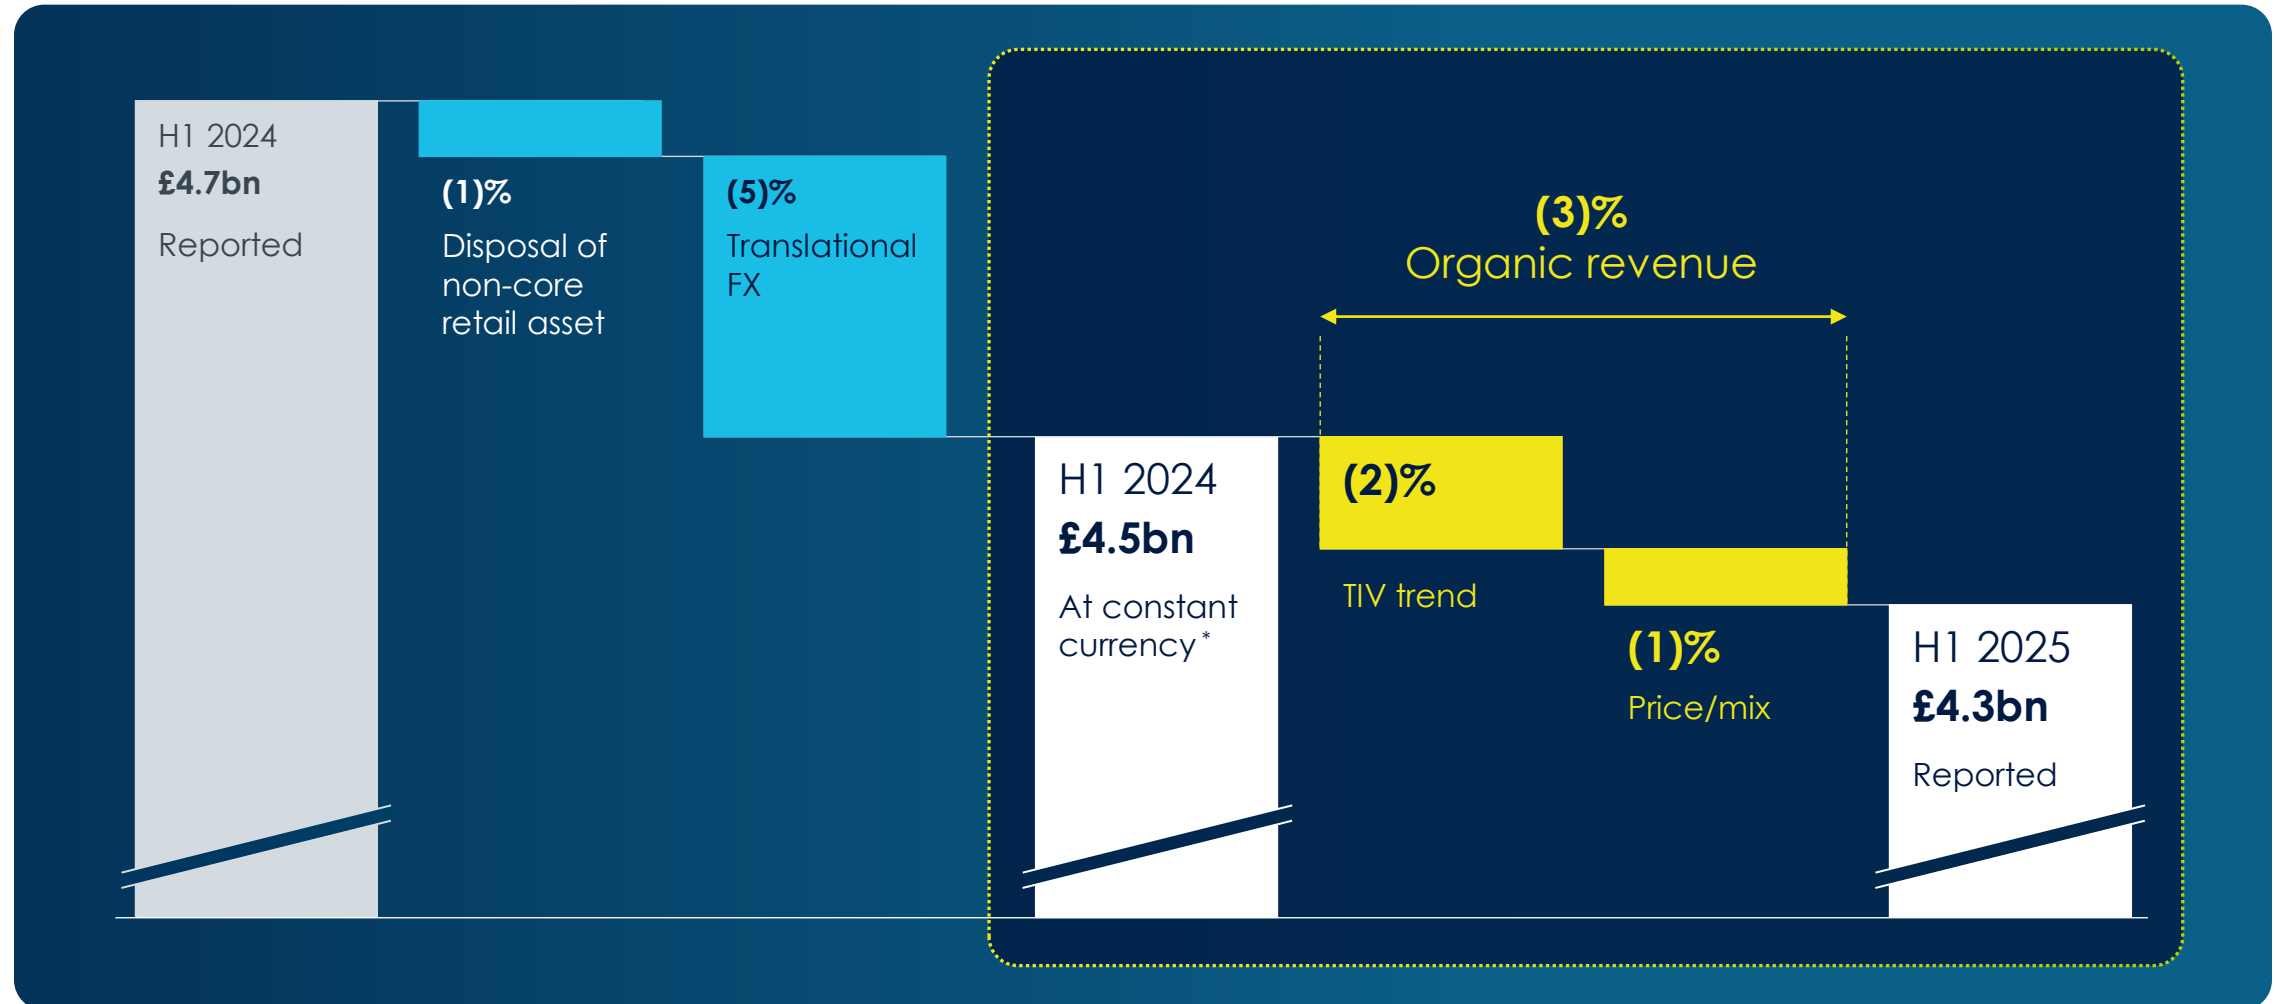 H1 2024
£4.7bn
Reported
(1)%
Disposal of
non-core
retail asset
(5)%
Translational
FX
H1 2024
£4.5bn
At constant
currency*
(3)%
Organic revenue
(2)%
TIV trend
(1)%
Price/mix
H1 2025
£4.3bn
Reported